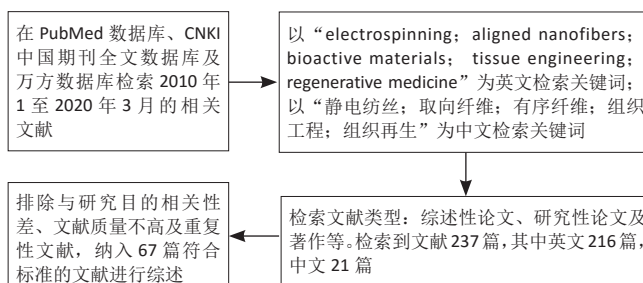 在 PubMed 数据库、CNKI
中国期刊全文数据库及
万方数据库检索 2010 年
1 至 2020 年 3 月的相关
文献
以“electrospinning；aligned nanofibers；
bioactive materials；tissue engineering；
regenerative medicine”为英文检索关键词；
以“静电纺丝；取向纤维；有序纤维；组织
工程；组织再生”为中文检索关键词
检索文献类型：综述性论文、研究性论文及
著作等。检索到文献 237 篇，其中英文 216 篇，
中文 21 篇
排除与研究目的相关性
差、文献质量不高及重复
性文献，纳入 67 篇符合
标准的文献进行综述